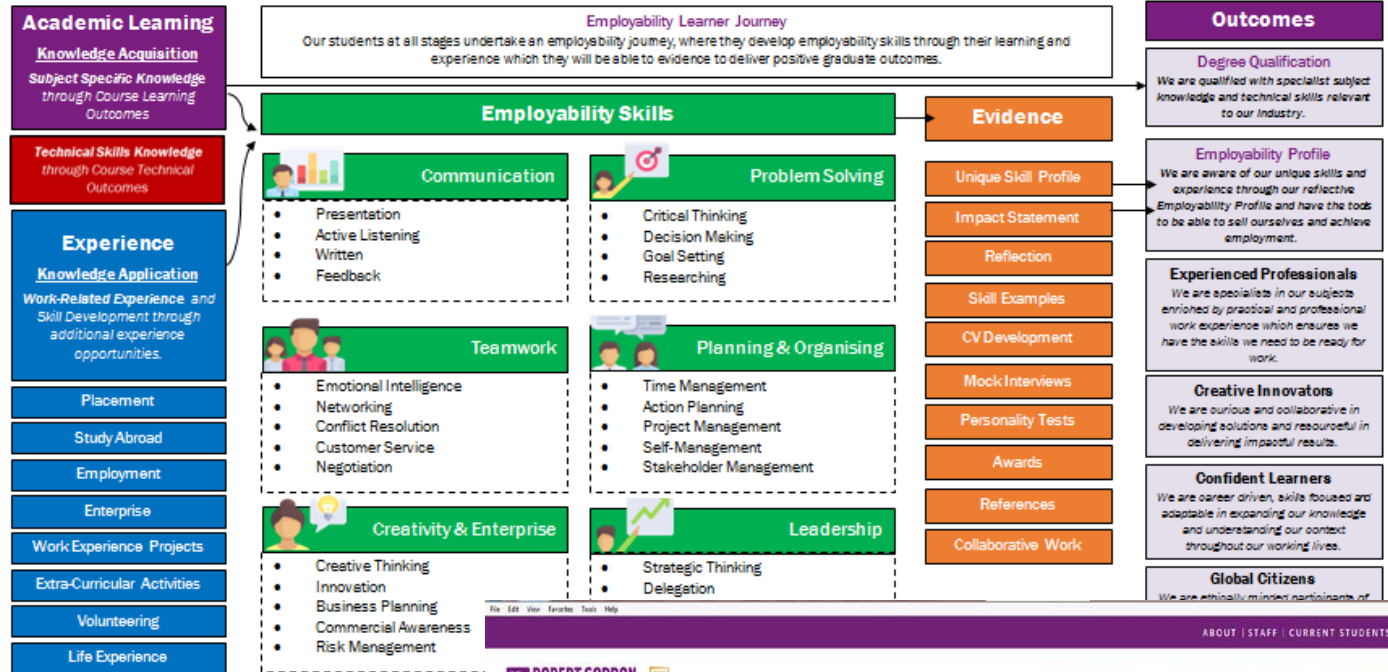 Academic Learning
Knowledge Acquisition
Subject Specific Knowledge
through Course Learning
Outcomes
Technical Skills Knowledge
through Course Technical
Outcomes
Experience
Knowledge Application
Work-Related Experience and
Skill Development through
additional experience
opportunities.
Placement
Study Abroad
Employment
Enterprise
Work Experience Projects
Extra-Curricular Activities
Volunteering
Life Experience
Employability Learner Journey
Our students at all stages undertake an employability journey, where they develop employability skills through their learning and
experience which they will be able to evidence to deliver positive graduate outcomes.
Employability Skills
Communication
• Presentation
• Active Listening
• Written
• Feedback
Problem Solving
• Critical Thinking
• Decision Making
• Goal Setting
• Researching
Teamwork
• Emotional Intelligence
• Networking
• Conflict Resolution
• Customer Service
• Negotiation
Planning & Organising
• Time Management
• Action Planning
• Project Management
• Self-Management
• Stakeholder Management
Creativity & Enterprise
• Creative Thinking
• Innovation
• Business Planning
• Commercial Awareness
• Risk Management
Leadership
• Strategic Thinking
• Delegation
Evidence
Unique Skill Profile
Impact Statement
Reflection
Skill Examples
CV Development
Mock Interviews
Personality Tests
Awards
References
Collaborative Work
Outcomes
Degree Qualification
We are qualified with specialist subject
knowledge and technical skills relevant
to our Industry.
Employability Profile
We are aware of our unique skills and
experience through our reflective
Employability Profile and have the tools
to be able to sell ourselves and achieve
employment.
Experienced Professionals
We are specialists in our subjects
enriched by practical and professional
work experience which ensures we
have the skills we need to be ready for
work.
Creative Innovators
We are curious and collaborative in
developing solutions and resourceful in
delivering impactful results.
Confident Learners
We are career driven, skills focused and
adaptable in expanding our knowledge
and understanding our context
throughout our working lives.
Global Citizens
We are ethically minded participants of
File Edit View Favorites Tools Help
ABOUT | STAFF | CURRENT STUDENTS
ROBERT GORDON